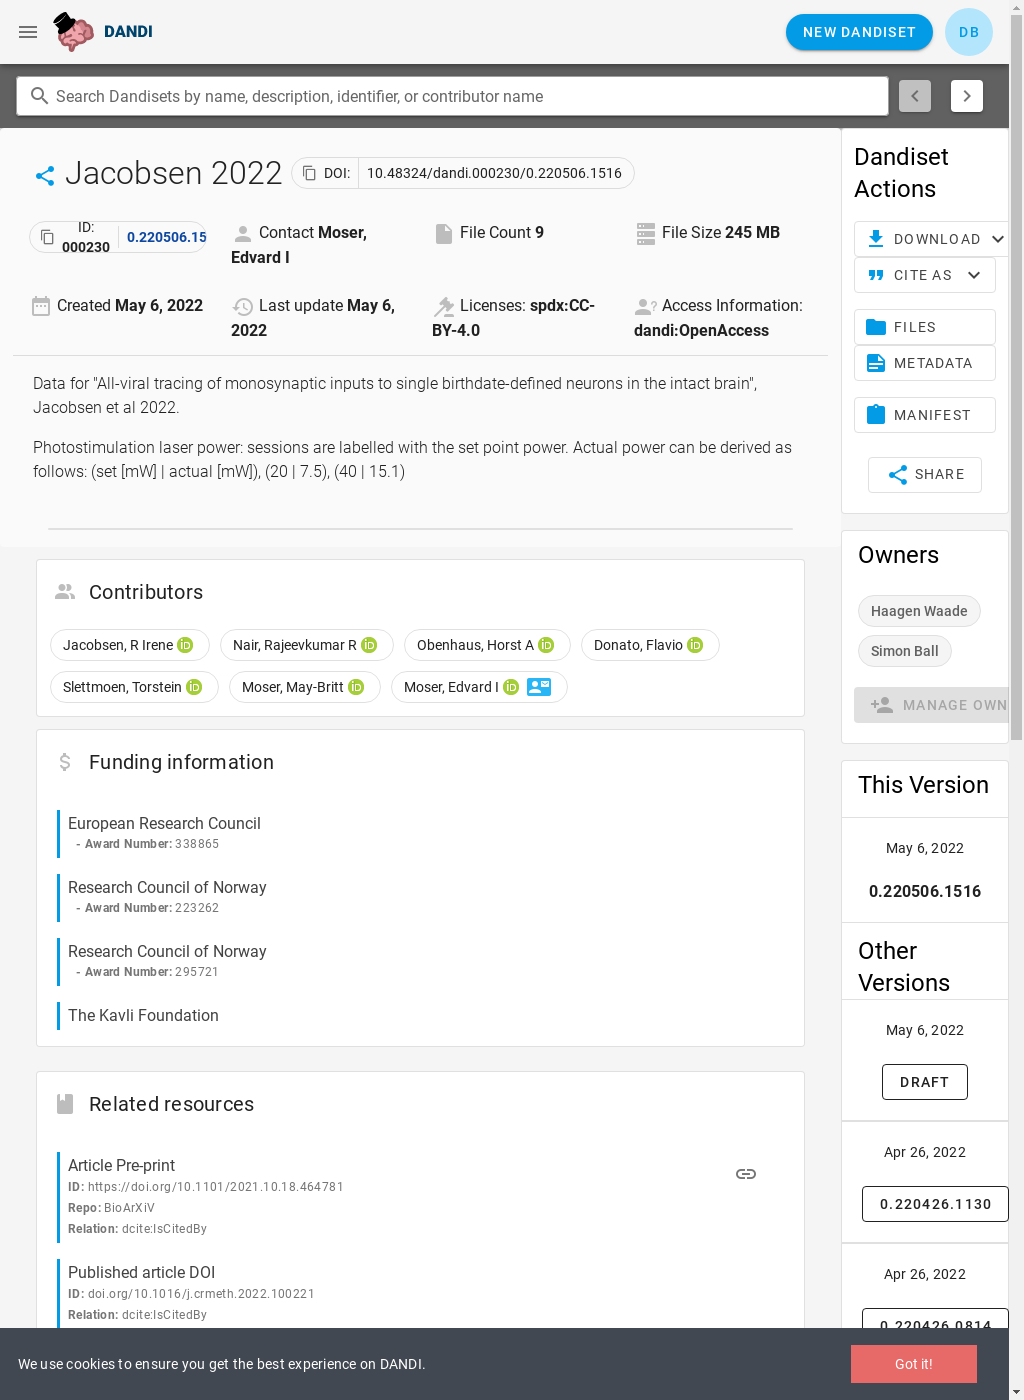 DANDI
NEW DANDISET
DB
Search Dandisets by name, description, identifier, or contributor name
Jacobsen 2022
DOI: 10.48324/dandi.000230/0.220506.1516
ID:
000230
0.220506.15
Contact Moser,
Edvard I
File Count 9
File Size 245 MB
Created May 6, 2022
Last update May 6,
2022
Licenses: spdx:CC-
BY-4.0
Access Information:
dandi:OpenAccess
Data for "All-viral tracing of monosynaptic inputs to single birthdate-defined neurons in the intact brain",
Jacobsen et al 2022.
Photostimulation laser power: sessions are labelled with the set point power. Actual power can be derived as
follows: (set [mW] | actual [mW]), (20 | 7.5), (40 | 15.1)
Contributors
Jacobsen, R Irene iD
Nair, Rajeevkumar R iD
Obenhaus, Horst A iD
Donato, Flavio iD
Slettmoen, Torstein iD
Moser, May-Britt iD
Moser, Edvard I iD
Funding information
European Research Council
- Award Number: 338865
Research Council of Norway
- Award Number: 223262
Research Council of Norway
- Award Number: 295721
The Kavli Foundation
Related resources
Article Pre-print
ID: https://doi.org/10.1101/2021.10.18.464781
Repo: BioArXiV
Relation: dcite:IsCitedBy
Published article DOI
ID: doi.org/10.1016/j.crmeth.2022.100221
Relation: dcite:IsCitedBy
Dandiset
Actions
DOWNLOAD
CITE AS
FILES
METADATA
MANIFEST
SHARE
Owners
Haagen Waade
Simon Ball
MANAGE OWN
This Version
May 6, 2022
0.220506.1516
Other
Versions
May 6, 2022
DRAFT
Apr 26, 2022
0.220426.1130
Apr 26, 2022
0.220426.0814
We use cookies to ensure you get the best experience on DANDI.
Got it!